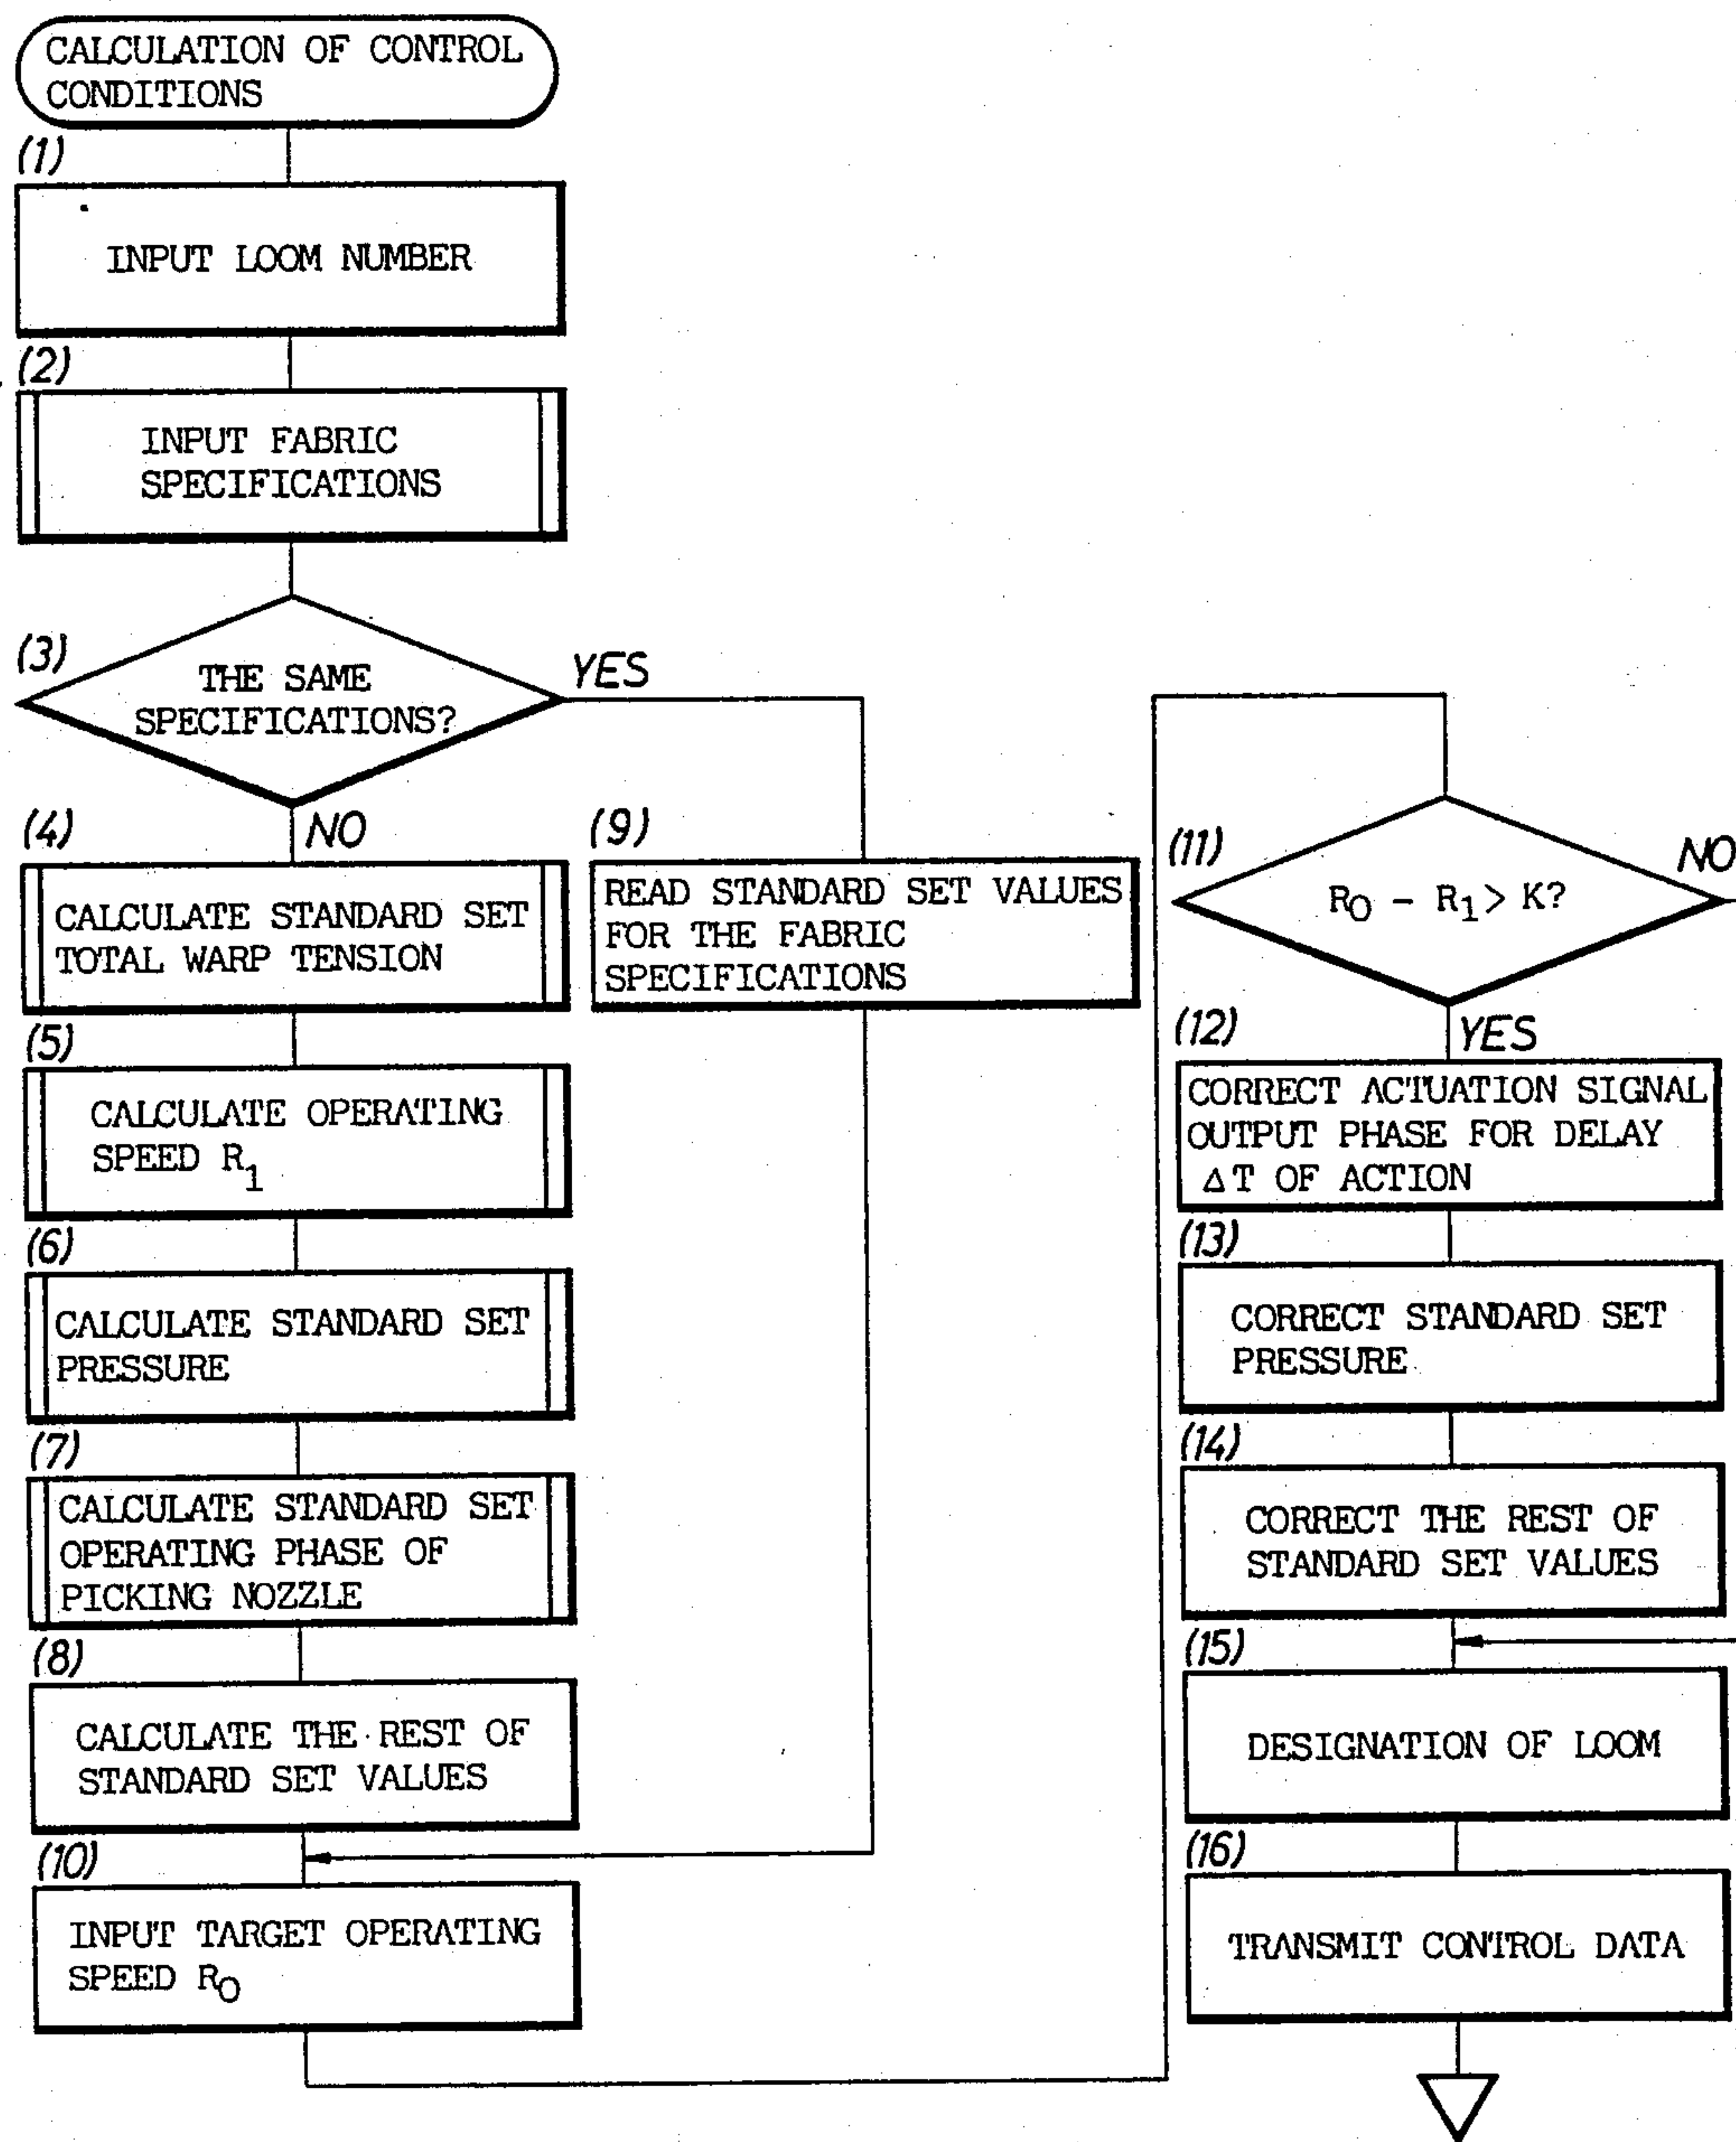 CALCULATION OF CONTROL
CONDITIONS
(1)
INPUT LOOM NUMBER
(2)
INPUT FABRIC
SPECIFICATIONS
(3)
THE SAME
SPECIFICATIONS?
YES
NO
(4)
CALCULATE STANDARD SET
TOTAL WARP TENSION
(5)
CALCULATE OPERATING
SPEED R1
(6)
CALCULATE STANDARD SET
PRESSURE
(7)
CALCULATE STANDARD SET
OPERATING PHASE OF
PICKING NOZZLE
(8)
CALCULATE THE REST OF
STANDARD SET VALUES
(9)
READ STANDARD SET VALUES
FOR THE FABRIC
SPECIFICATIONS
(10)
INPUT TARGET OPERATING
SPEED RO
(11)
RO - R1 > K?
NO
YES
(12)
CORRECT ACTUATION SIGNAL
OUTPUT PHASE FOR DELAY
ΔT OF ACTION
(13)
CORRECT STANDARD SET
PRESSURE
(14)
CORRECT THE REST OF
STANDARD SET VALUES
(15)
DESIGNATION OF LOOM
(16)
TRANSMIT CONTROL DATA